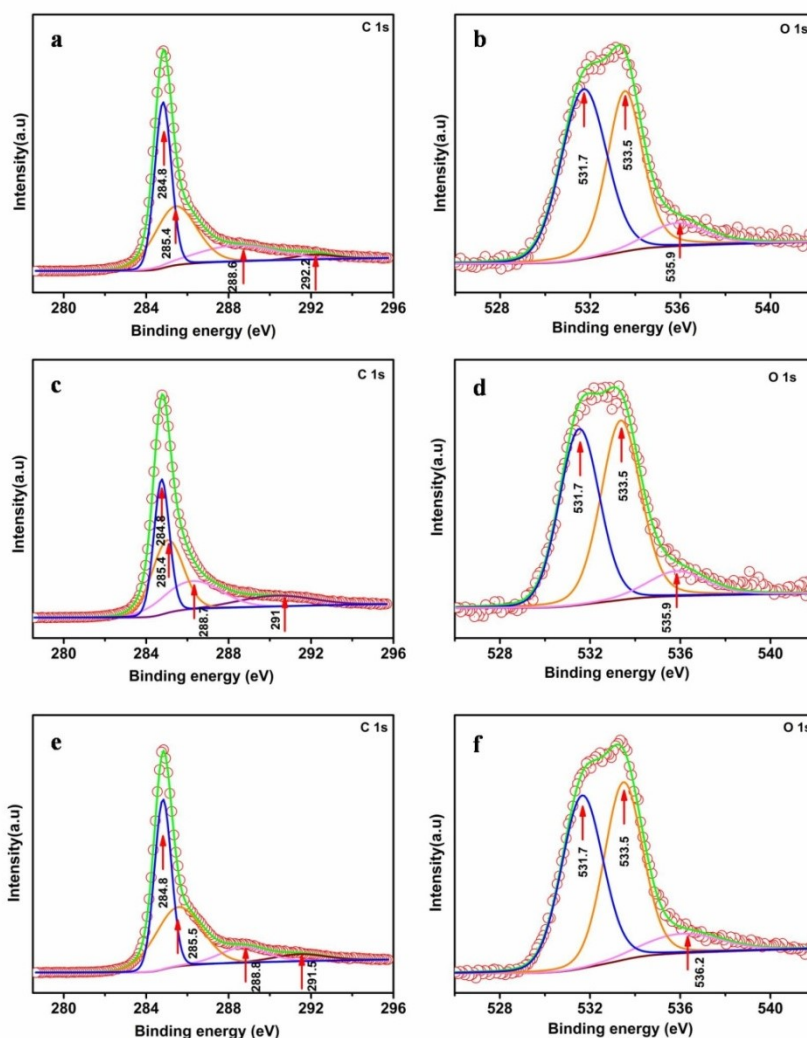 a
C 1s
Intensity(a.u)
284.8
285.4
288.6
292.2
280 284 288 292 296
Binding energy (eV)
b
O 1s
Intensity(a.u)
531.7
533.5
535.9
528 532 536 540
Binding energy (eV)
c
C 1s
Intensity(a.u)
284.8
285.4
288.7
291
280 284 288 292 296
Binding energy (eV)
d
O 1s
Intensity(a.u)
531.7
533.5
535.9
528 532 536 540
Binding energy (eV)
e
C 1s
Intensity(a.u)
284.8
285.5
288.8
291.5
280 284 288 292 296
Binding energy (eV)
f
O 1s
Intensity(a.u)
531.7
533.5
536.2
528 532 536 540
Binding energy (eV)